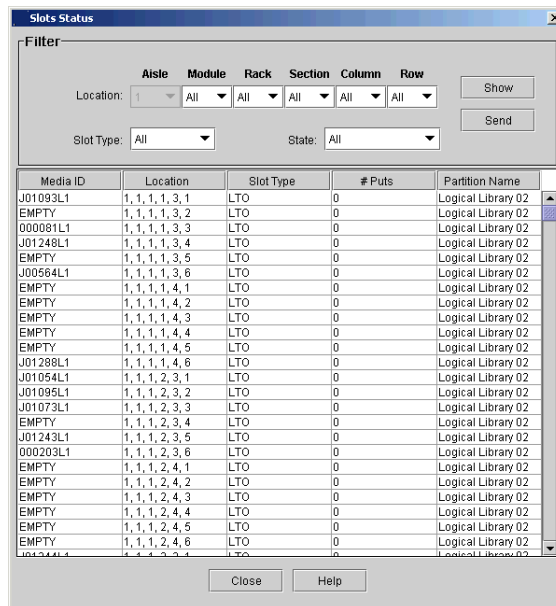 Slots Status
Filter
Aisle Module Rack Section Column Row
Location: 1 All All All All All
Show
Send
Slot Type: All State: All
Media ID Location Slot Type # Puts Partition Name
J01093L1 1, 1, 1, 1, 3, 1 LTO 0 Logical Library 02
EMPTY 1, 1, 1, 1, 3, 2 LTO 0 Logical Library 02
000081L1 1, 1, 1, 1, 3, 3 LTO 0 Logical Library 02
J01248L1 1, 1, 1, 1, 3, 4 LTO 0 Logical Library 02
EMPTY 1, 1, 1, 1, 3, 5 LTO 0 Logical Library 02
J00564L1 1, 1, 1, 1, 3, 6 LTO 0 Logical Library 02
EMPTY 1, 1, 1, 1, 4, 1 LTO 0 Logical Library 02
EMPTY 1, 1, 1, 1, 4, 2 LTO 0 Logical Library 02
EMPTY 1, 1, 1, 1, 4, 3 LTO 0 Logical Library 02
EMPTY 1, 1, 1, 1, 4, 4 LTO 0 Logical Library 02
EMPTY 1, 1, 1, 1, 4, 5 LTO 0 Logical Library 02
J01288L1 1, 1, 1, 1, 4, 6 LTO 0 Logical Library 02
J01054L1 1, 1, 1, 2, 3, 1 LTO 0 Logical Library 02
J01095L1 1, 1, 1, 2, 3, 2 LTO 0 Logical Library 02
J01073L1 1, 1, 1, 2, 3, 3 LTO 0 Logical Library 02
EMPTY 1, 1, 1, 2, 3, 4 LTO 0 Logical Library 02
J01243L1 1, 1, 1, 2, 3, 5 LTO 0 Logical Library 02
000203L1 1, 1, 1, 2, 3, 6 LTO 0 Logical Library 02
EMPTY 1, 1, 1, 2, 4, 1 LTO 0 Logical Library 02
EMPTY 1, 1, 1, 2, 4, 2 LTO 0 Logical Library 02
EMPTY 1, 1, 1, 2, 4, 3 LTO 0 Logical Library 02
EMPTY 1, 1, 1, 2, 4, 4 LTO 0 Logical Library 02
EMPTY 1, 1, 1, 2, 4, 5 LTO 0 Logical Library 02
EMPTY 1, 1, 1, 2, 4, 6 LTO 0 Logical Library 02
Close Help